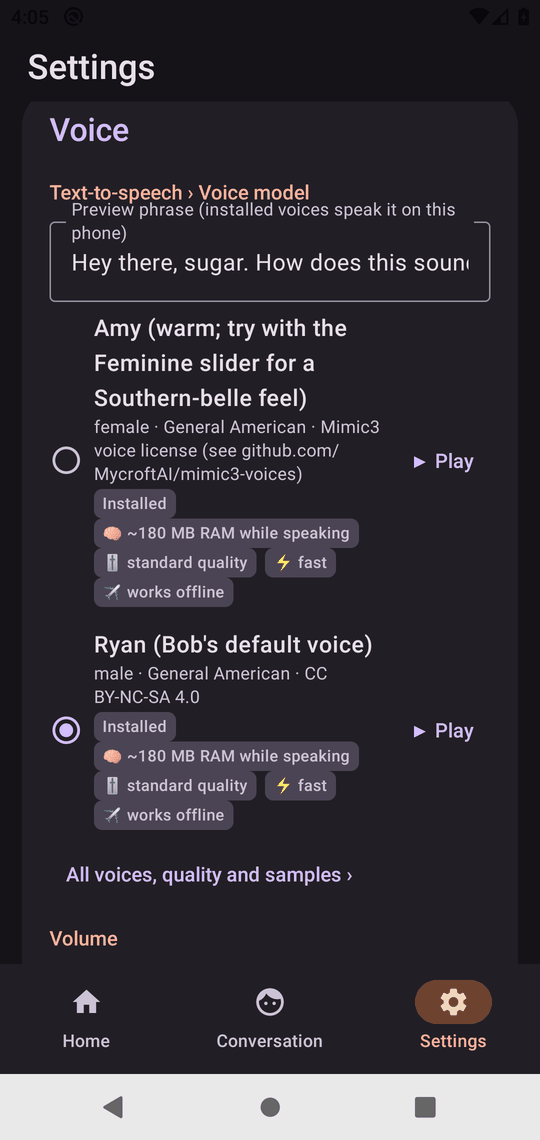 4:05
Settings
Voice
Text-to-speech › Voice model
Preview phrase (installed voices speak it on this
phone)
Hey there, sugar. How does this soun
Amy (warm; try with the
Feminine slider for a
Southern-belle feel)
female · General American · Mimic3
voice license (see github.com/
MycroftAI/mimic3-voices)
▶ Play
Installed
🧠 ~180 MB RAM while speaking
🎚 standard quality ⚡ fast
✈ works offline
Ryan (Bob's default voice)
male · General American · CC
BY-NC-SA 4.0
Installed
▶ Play
🧠 ~180 MB RAM while speaking
🎚 standard quality ⚡ fast
✈ works offline
All voices, quality and samples ›
Volume
Home Conversation Settings